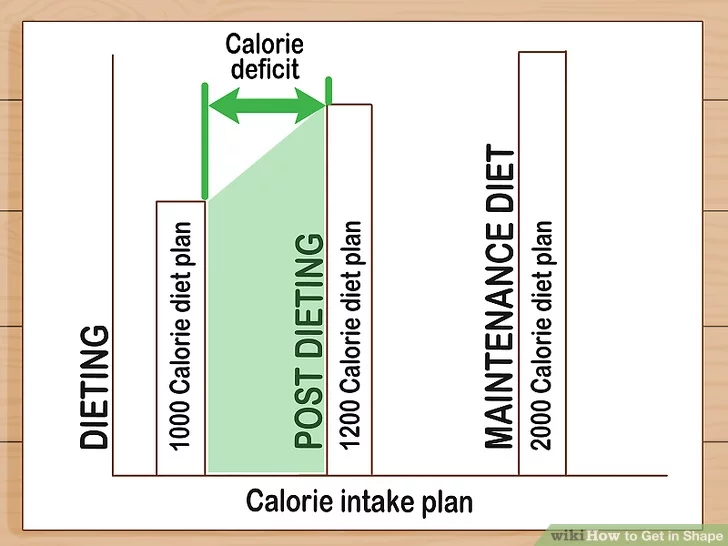 Calorie
deficit
DIETING
1000 Calorie diet plan
POST DIETING
1200 Calorie diet plan
MAINTENANCE DIET
2000 Calorie diet plan
Calorie intake plan
wikiHow to Get in Shape